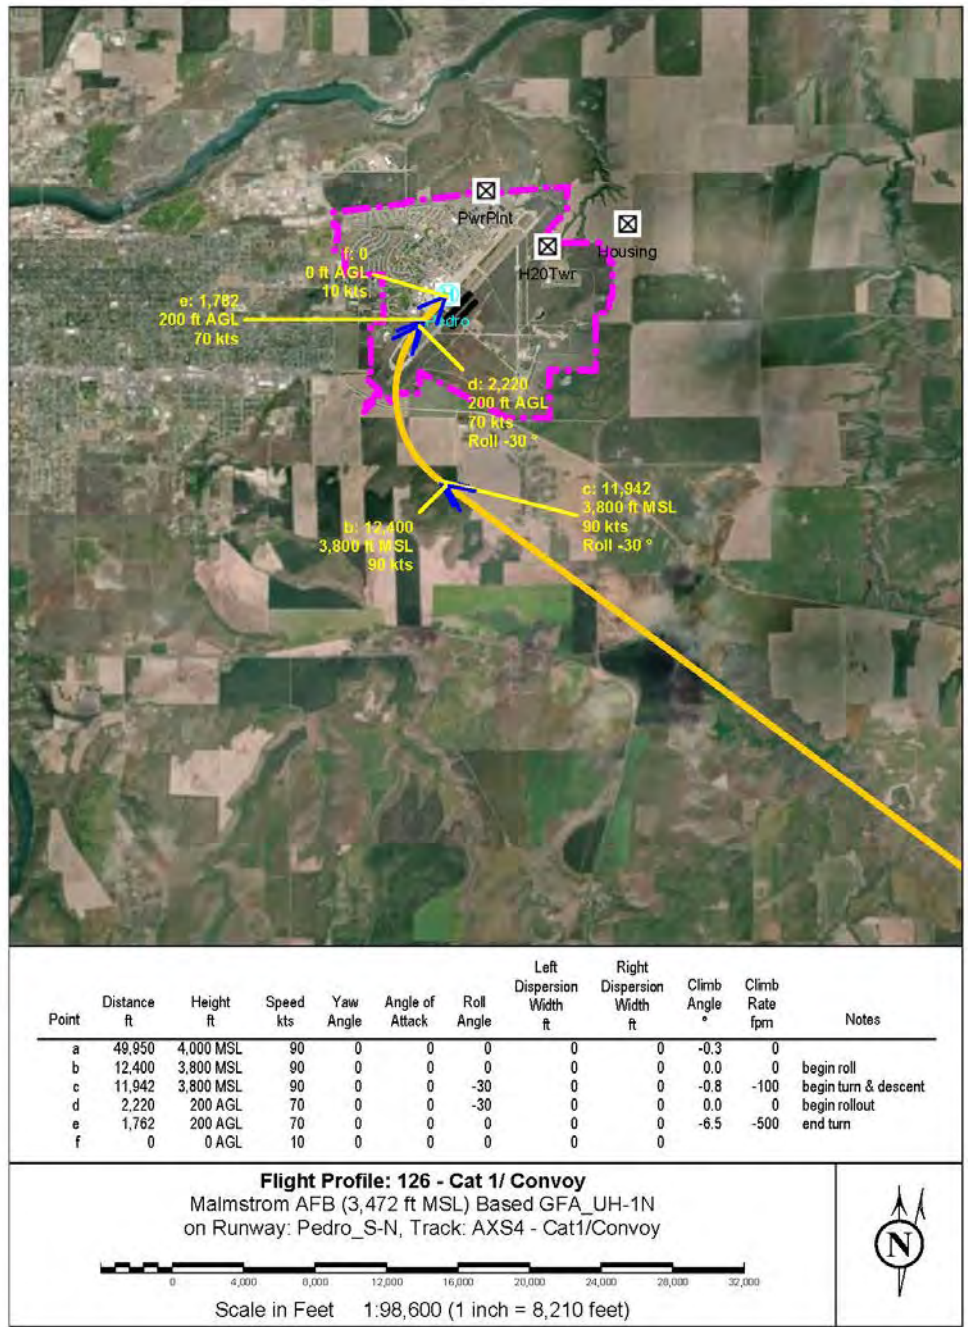 PwrPlnt
Housing
H20Twr
f: 0
0 ft AGL
10 kts
e: 1,762
200 ft AGL
70 kts
Pedro
d: 2,220
200 ft AGL
70 kts
Roll -30 °
c: 11,942
3,800 ft MSL
90 kts
Roll -30 °
b: 12,400
3,800 ft MSL
90 kts
Point Distance ft Height ft Speed kts Yaw Angle Angle of Attack Roll Angle Left Dispersion Width ft Right Dispersion Width ft Climb Angle ° Climb Rate fpm Notes
a 49,950 4,000 MSL 90 0 0 0 0 0 -0.3 0
b 12,400 3,800 MSL 90 0 0 0 0 0 0.0 0 begin roll
c 11,942 3,800 MSL 90 0 0 -30 0 0 -0.8 -100 begin turn & descent
d 2,220 200 AGL 70 0 0 -30 0 0 0.0 0 begin rollout
e 1,762 200 AGL 70 0 0 0 0 0 -6.5 -500 end turn
f 0 0 AGL 10 0 0 0 0 0
Flight Profile: 126 - Cat 1/ Convoy
Malmstrom AFB (3,472 ft MSL) Based GFA_UH-1N
on Runway: Pedro_S-N, Track: AXS4 - Cat1/Convoy
0 4,000 8,000 12,000 16,000 20,000 24,000 28,000 32,000
Scale in Feet 1:98,600 (1 inch = 8,210 feet)
N